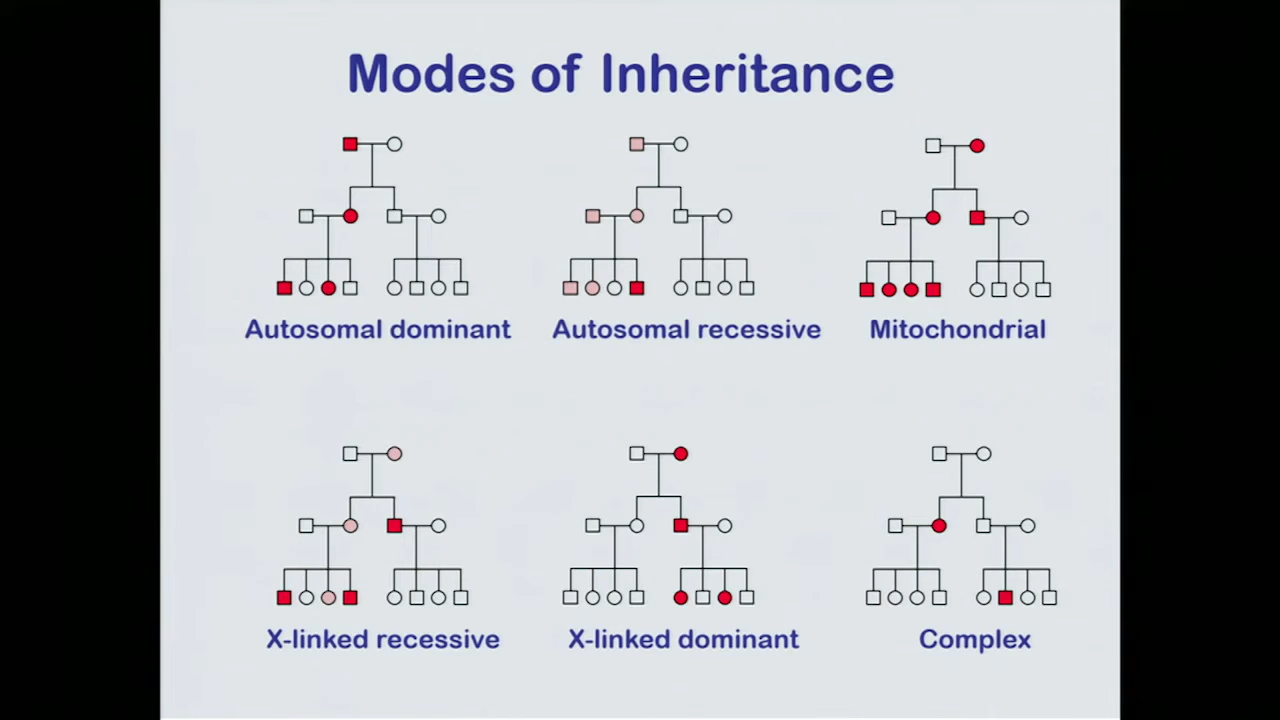 Modes of Inheritance
Autosomal dominant
Autosomal recessive
Mitochondrial
X-linked recessive
X-linked dominant
Complex